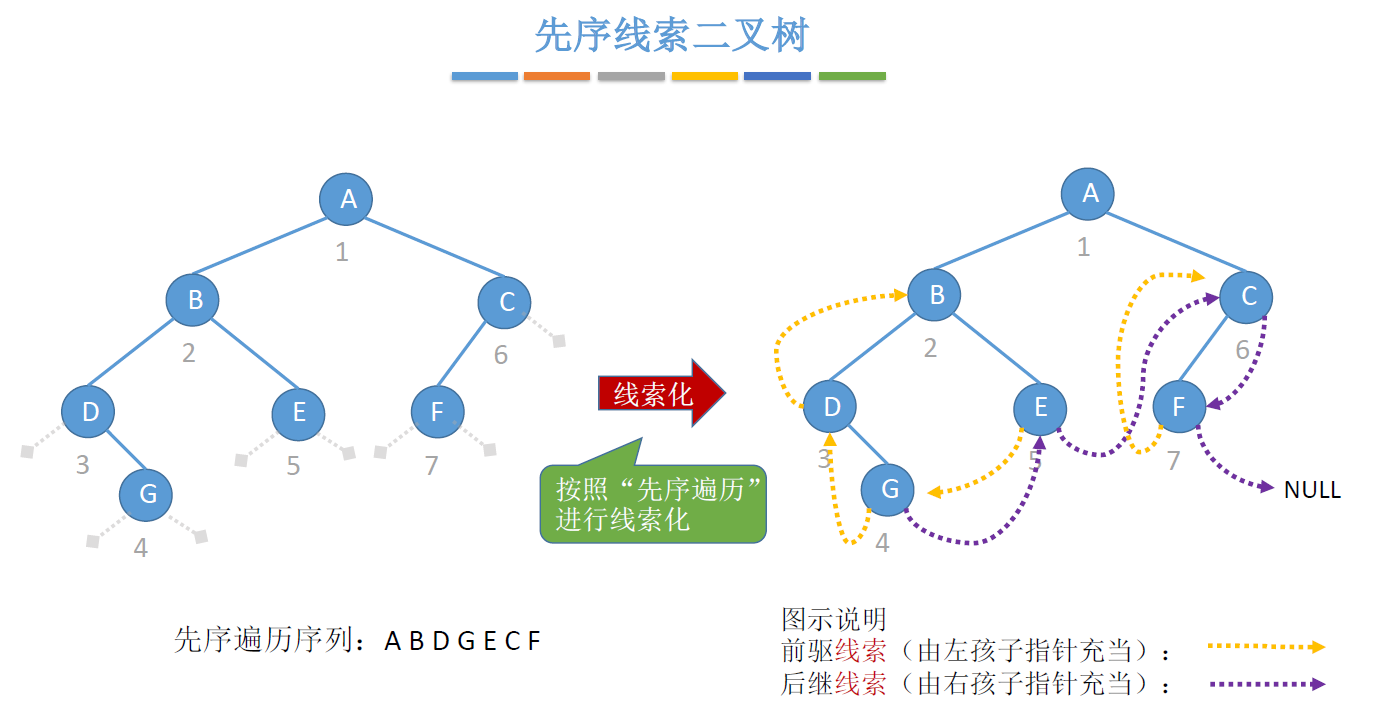 先序线索二叉树
A
1
B
C
2
6
D
E
F
3
5
7
G
4
线索化
按照“先序遍历”
进行线索化
A
1
B
C
2
6
D
E
F
3
5
7
G
4
NULL
先序遍历序列：A B D G E C F
图示说明
前驱线索（由左孩子指针充当）：
后继线索（由右孩子指针充当）：